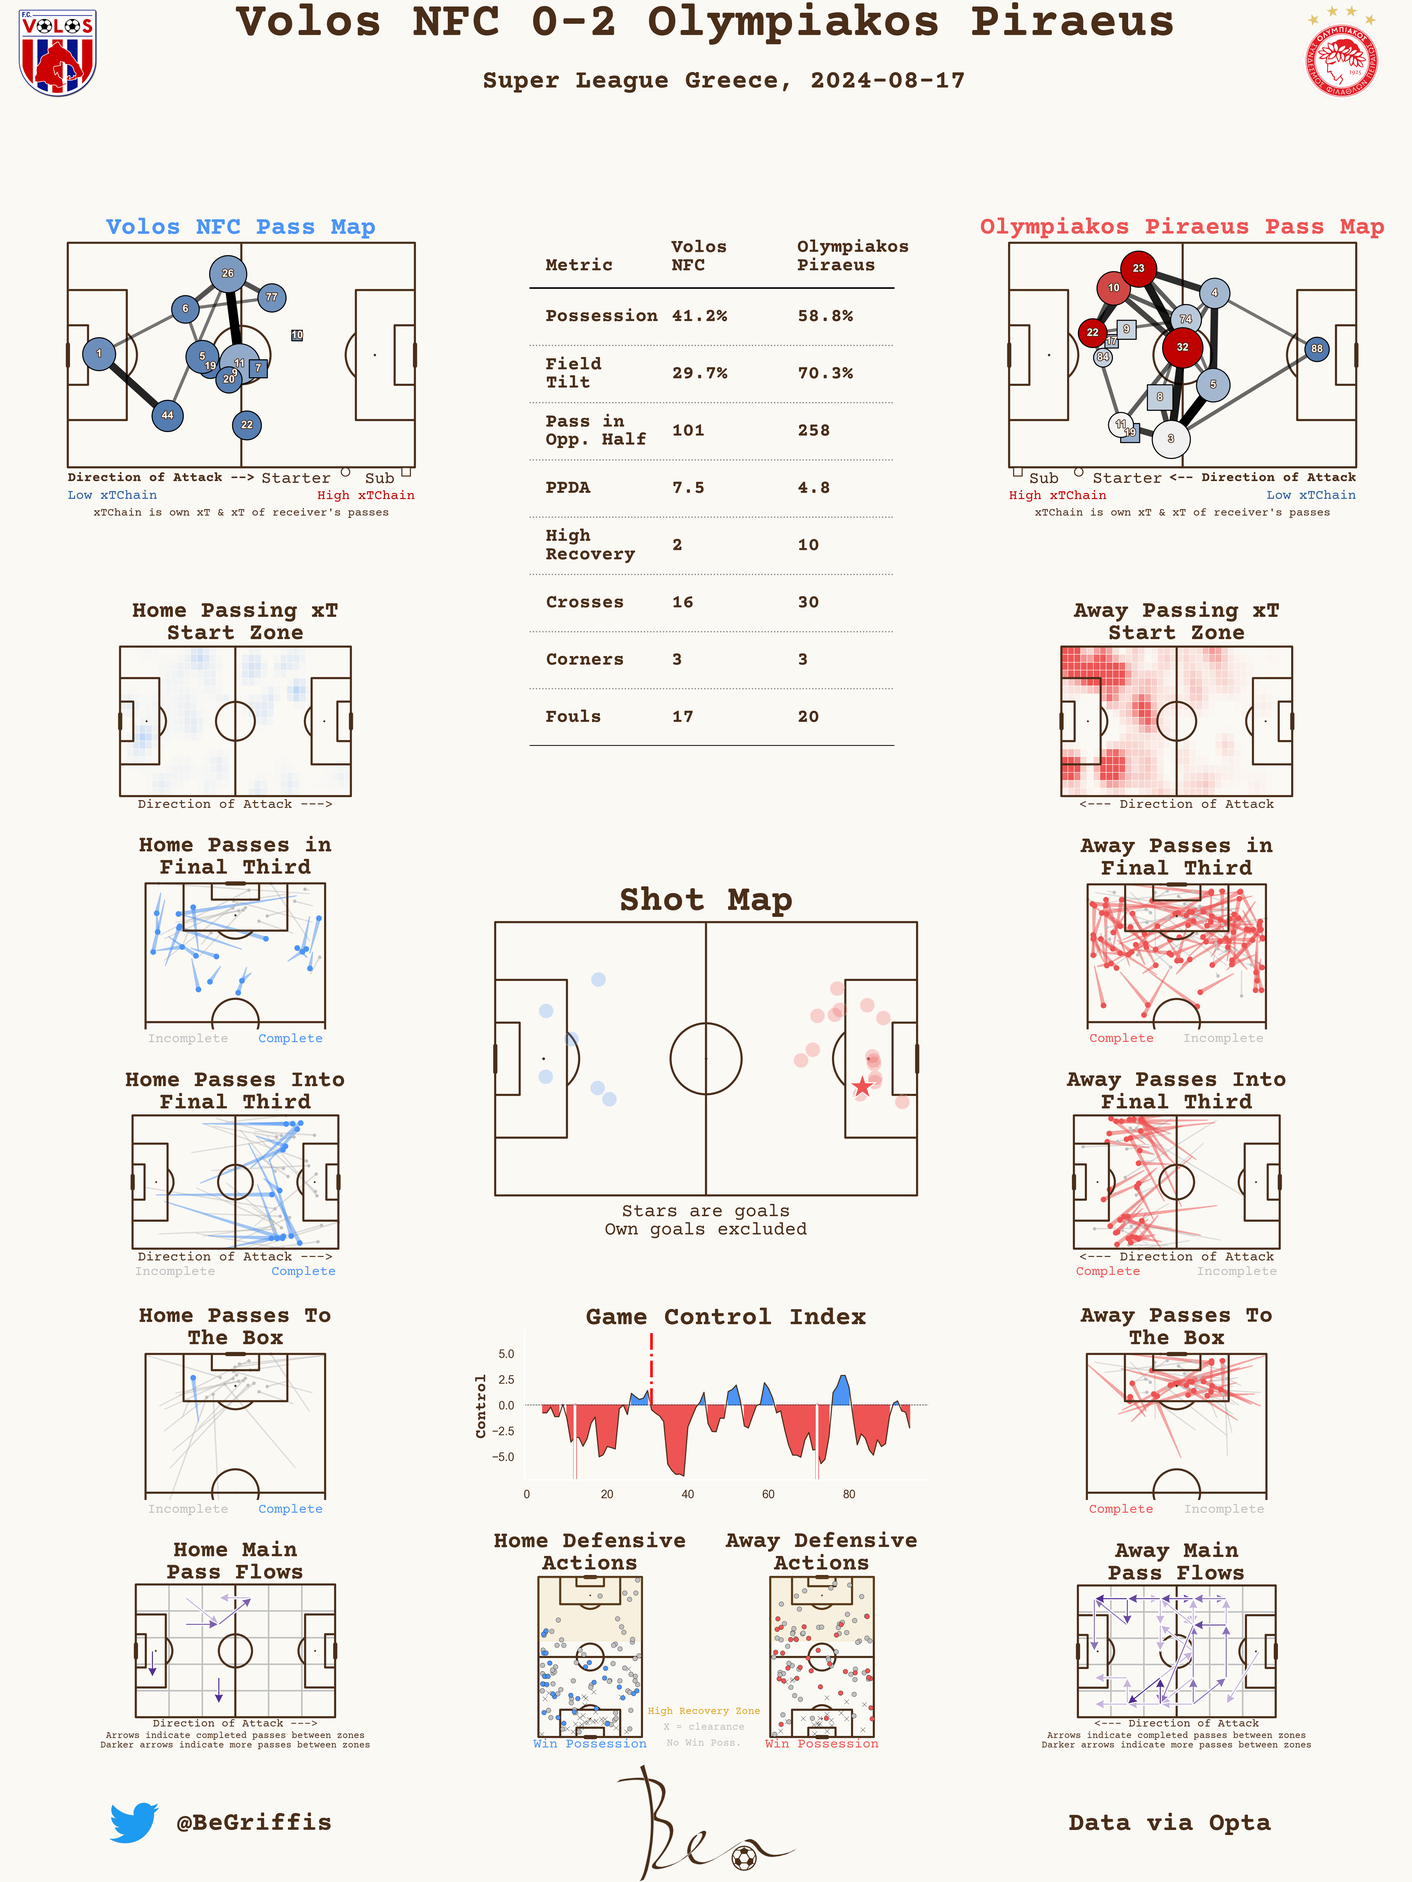 Volos NFC 0-2 Olympiakos Piraeus
Super League Greece, 2024-08-17
F.C.
VOLOS
ΟΛΥΜΠΙΑΚΟΣ
1925
Volos NFC Pass Map
26
77
6
10
1
5
19
11
9
7
20
44
22
Direction of Attack --> Starter Sub
Low xTChain High xTChain
xTChain is own xT & xT of receiver's passes
Metric Volos NFC Olympiakos Piraeus
Possession 41.2% 58.8%
Field Tilt 29.7% 70.3%
Pass in Opp. Half 101 258
PPDA 7.5 4.8
High Recovery 2 10
Crosses 16 30
Corners 3 3
Fouls 17 20
Olympiakos Piraeus Pass Map
23
10
4
74
22
9
17
84
32
88
5
8
11
19
3
Sub Starter <-- Direction of Attack
High xTChain Low xTChain
xTChain is own xT & xT of receiver's passes
Home Passing xT
Start Zone
Direction of Attack --->
Away Passing xT
Start Zone
<--- Direction of Attack
Home Passes in
Final Third
Incomplete Complete
Away Passes in
Final Third
Complete Incomplete
Shot Map
Stars are goals
Own goals excluded
Home Passes Into
Final Third
Direction of Attack --->
Incomplete Complete
Away Passes Into
Final Third
<--- Direction of Attack
Complete Incomplete
Home Passes To
The Box
Incomplete Complete
Game Control Index
Control
5.0
2.5
0.0
−2.5
−5.0
0 20 40 60 80
Away Passes To
The Box
Complete Incomplete
Home Main
Pass Flows
Direction of Attack --->
Arrows indicate completed passes between zones
Darker arrows indicate more passes between zones
Home Defensive
Actions
Win Possession
Away Defensive
Actions
Win Possession
High Recovery Zone
X = clearance
No Win Poss.
Away Main
Pass Flows
<--- Direction of Attack
Arrows indicate completed passes between zones
Darker arrows indicate more passes between zones
@BeGriffis
Ben
Data via Opta